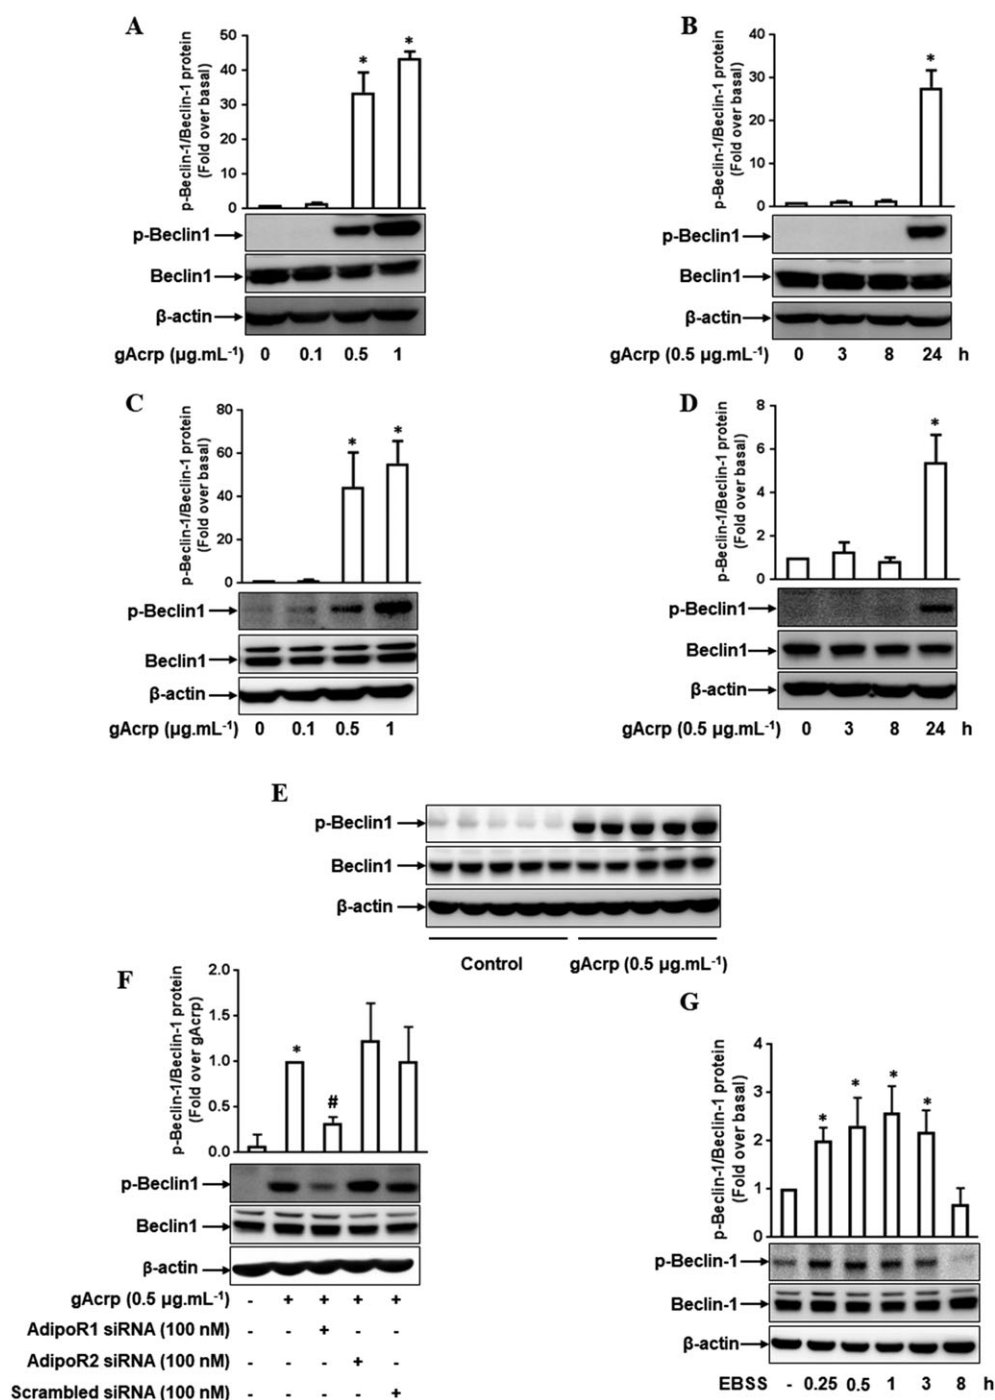 A
p-Beclin-1/Beclin-1 protein
(Fold over basal)
50
40
30
20
10
0
*
*
p-Beclin1
Beclin1
β-actin
gAcrp (µg.mL-1) 0 0.1 0.5 1
B
p-Beclin-1/Beclin-1 protein
(Fold over basal)
40
30
20
10
0
*
p-Beclin1
Beclin1
β-actin
gAcrp (0.5 µg.mL-1) 0 3 8 24 h
C
p-Beclin-1/Beclin-1 protein
(Fold over basal)
80
60
40
20
0
*
*
p-Beclin1
Beclin1
β-actin
gAcrp (µg.mL-1) 0 0.1 0.5 1
D
p-Beclin-1/Beclin-1 protein
(Fold over basal)
8
6
4
2
0
*
p-Beclin1
Beclin1
β-actin
gAcrp (0.5 µg.mL-1) 0 3 8 24 h
E
p-Beclin1
Beclin1
β-actin
Control gAcrp (0.5 µg.mL-1)
F
p-Beclin-1/Beclin-1 protein
(Fold over gAcrp)
2.0
1.5
1.0
0.5
0.0
*
#
p-Beclin1
Beclin1
β-actin
gAcrp (0.5 µg.mL-1) - + + + +
AdipoR1 siRNA (100 nM) - - + - -
AdipoR2 siRNA (100 nM) - - - + -
Scrambled siRNA (100 nM) - - - - +
G
p-Beclin-1/Beclin-1 protein
(Fold over basal)
4
3
2
1
0
*
*
*
*
p-Beclin-1
Beclin-1
β-actin
EBSS - 0.25 0.5 1 3 8 h